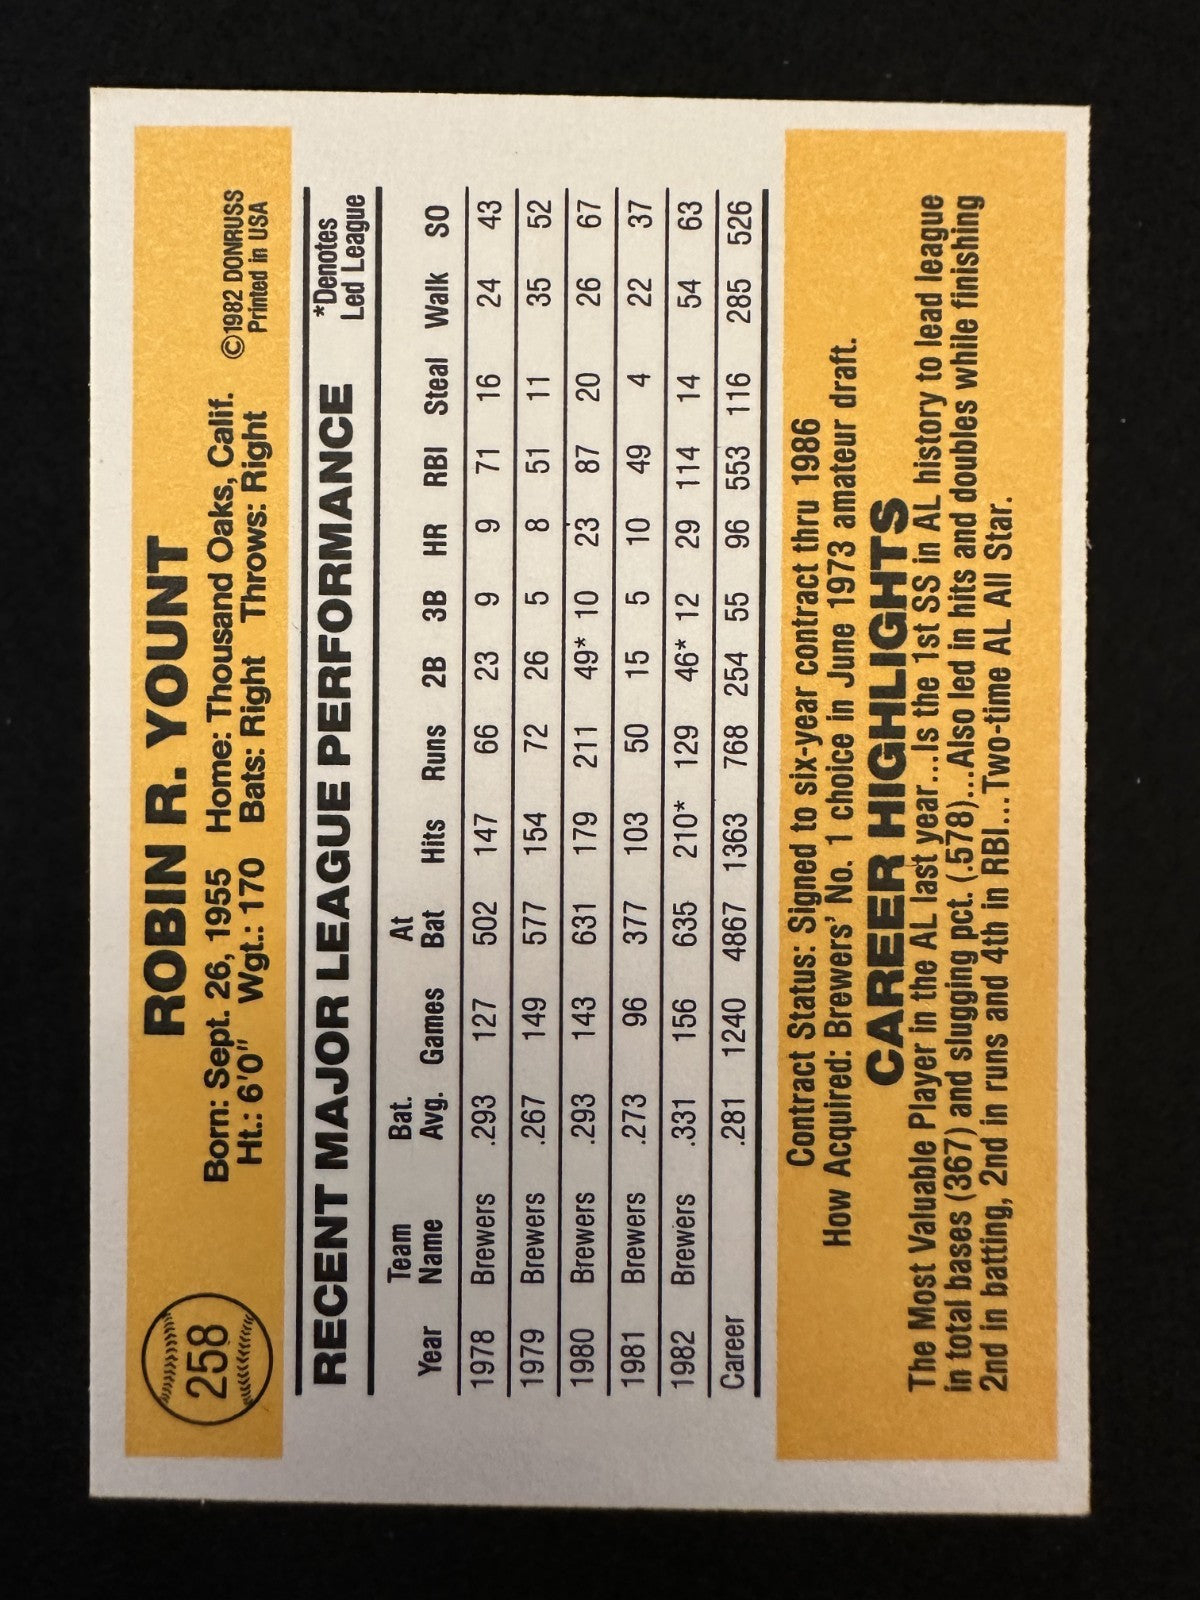 258
ROBIN R. YOUNT
Born: Sept. 26, 1955 Home: Thousand Oaks, Calif. ©1982 DONRUSS
Ht.: 6'0" Wgt.: 170 Bats: Right Throws: Right Printed in USA
RECENT MAJOR LEAGUE PERFORMANCE *Denotes Led League
Year Team Name Bat. Avg. Games At Bat Hits Runs 2B 3B HR RBI Steal Walk SO
1978 Brewers .293 127 502 147 66 23 9 9 71 16 24 43
1979 Brewers .267 149 577 154 72 26 5 8 51 11 35 52
1980 Brewers .293 143 631 179 211 49* 10 23 87 20 26 67
1981 Brewers .273 96 377 103 50 15 5 10 49 4 22 37
1982 Brewers .331 156 635 210* 129 46* 12 29 114 14 54 63
Career .281 1240 4867 1363 768 254 55 96 553 116 285 526
Contract Status: Signed to six-year contract thru 1986
How Acquired: Brewers' No. 1 choice in June 1973 amateur draft.
CAREER HIGHLIGHTS
The Most Valuable Player in the AL last year...Is the 1st SS in AL history to lead league
in total bases (367) and slugging pct. (.578)...Also led in hits and doubles while finishing
2nd in batting, 2nd in runs and 4th in RBI...Two-time AL All Star.